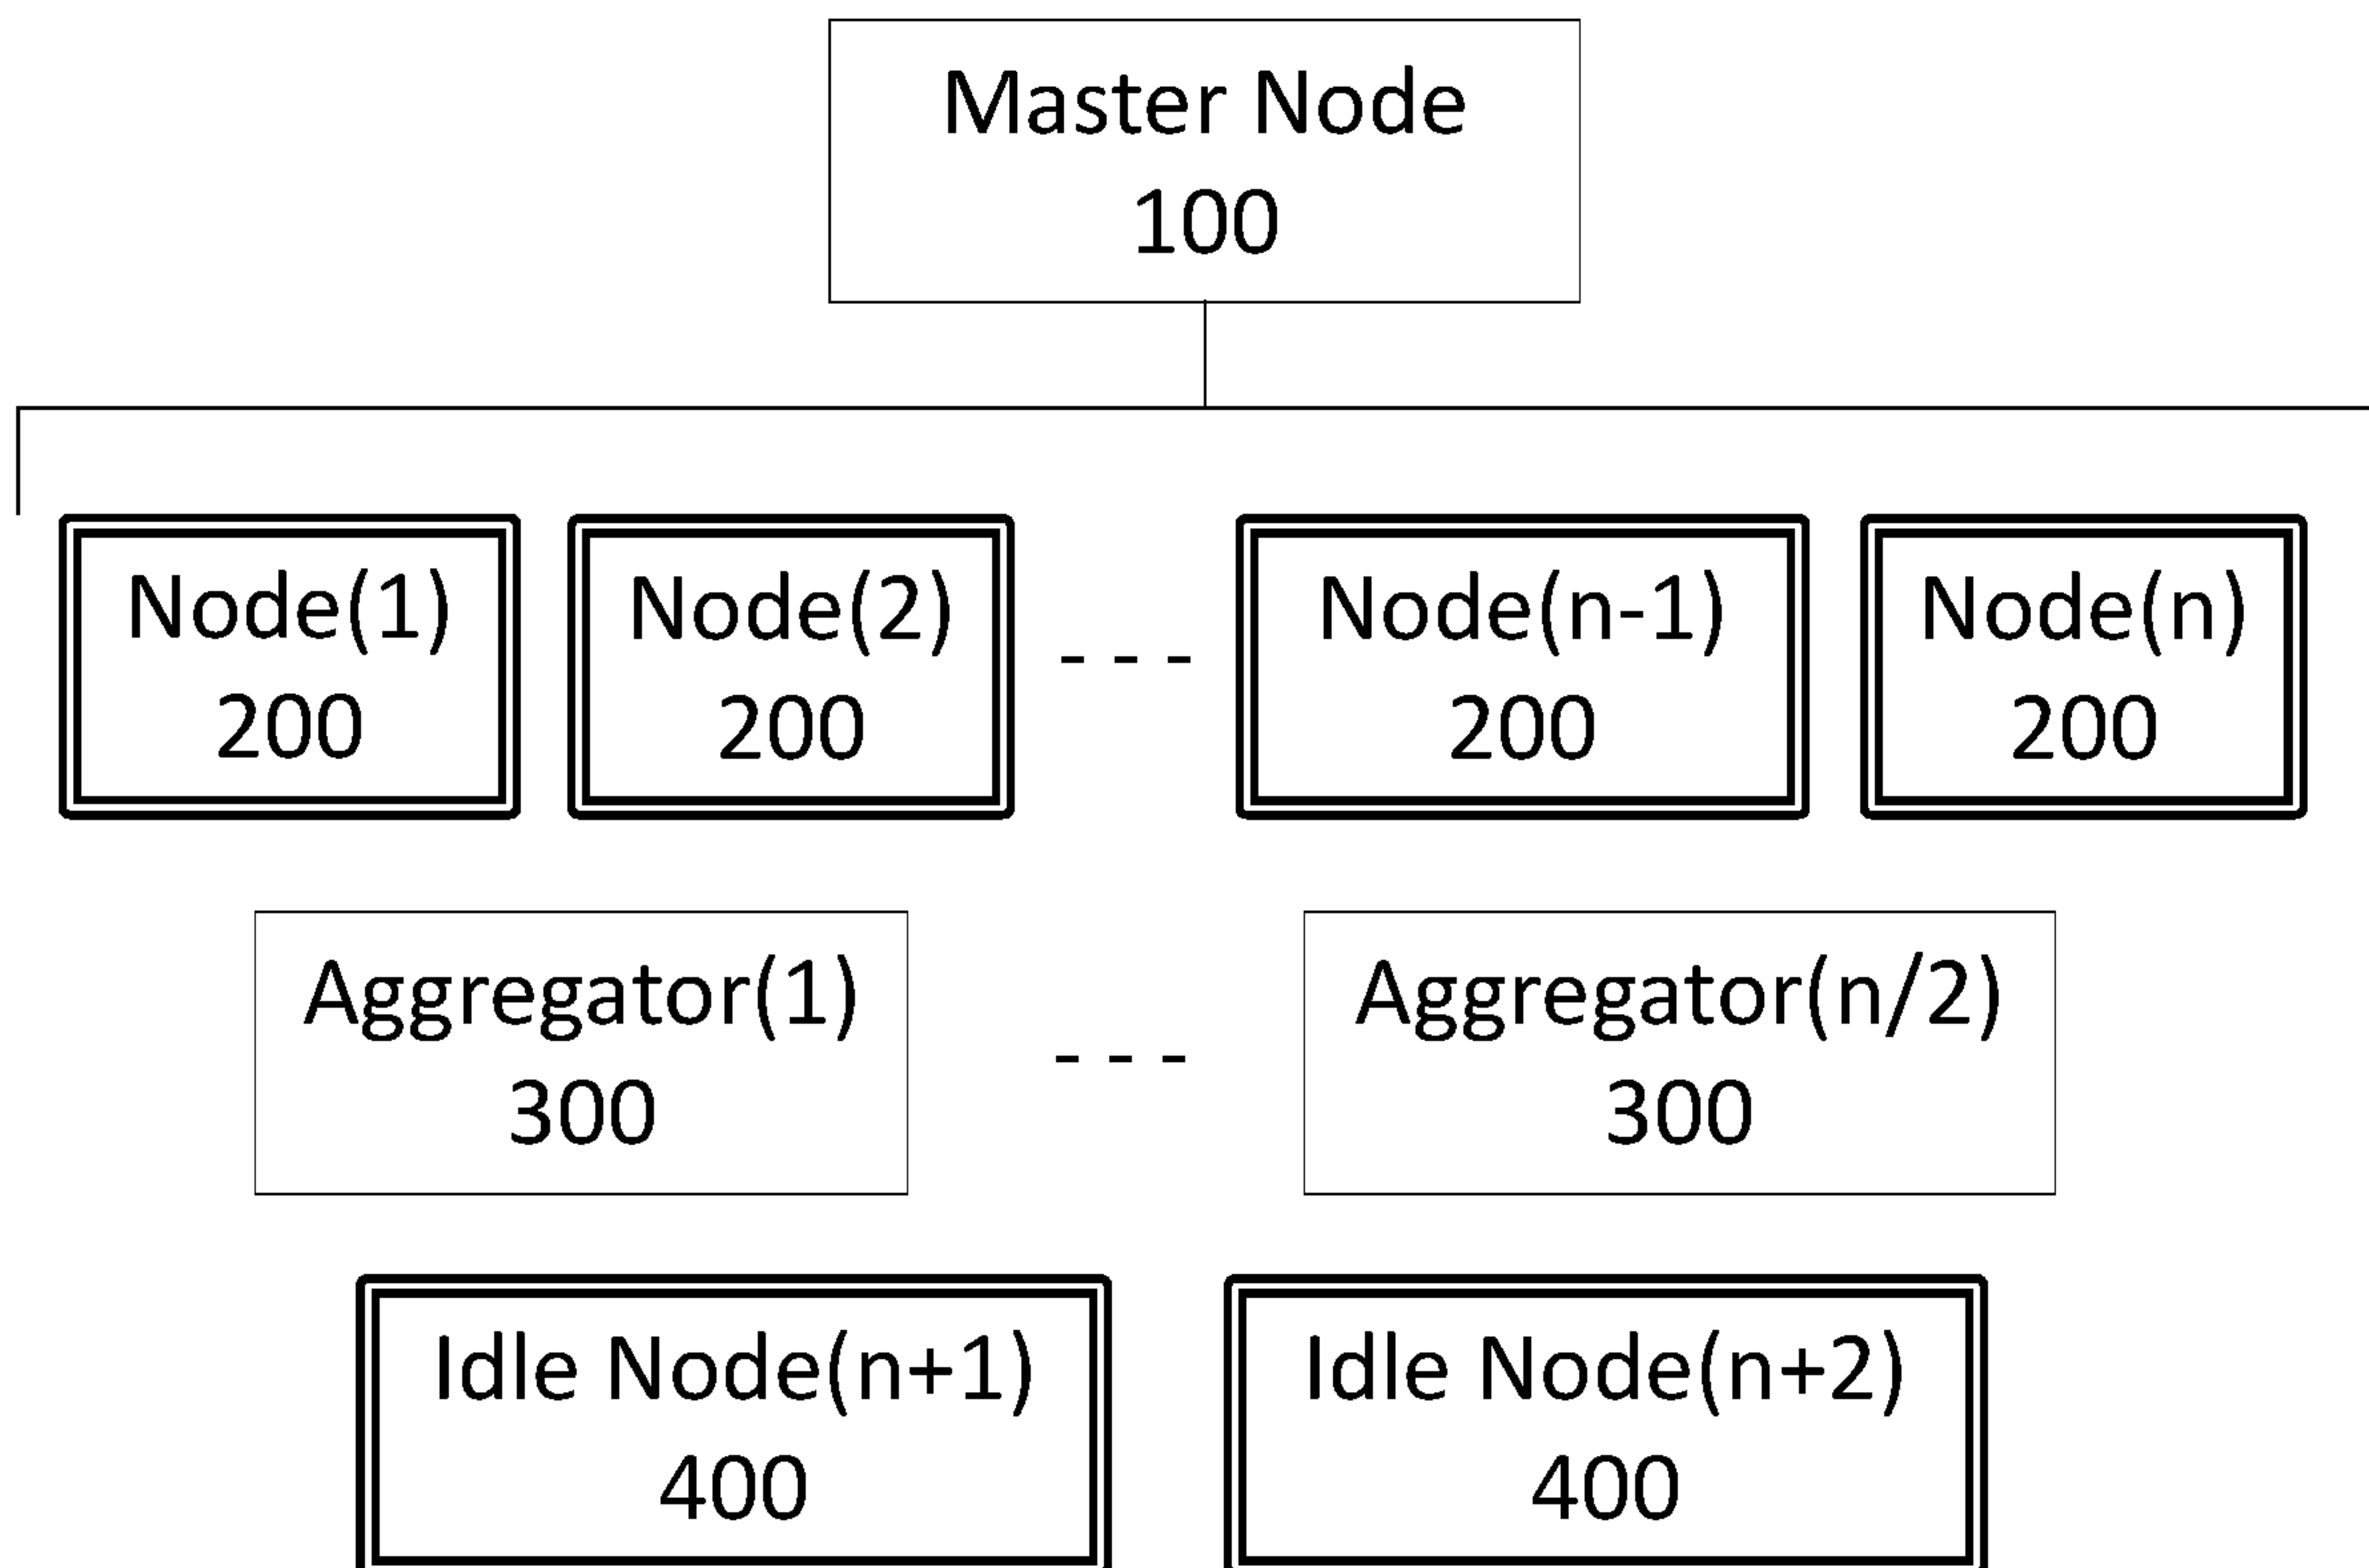 Master Node
100
Node(1) Node(2) - - - Node(n-1) Node(n)
200 200 200 200
Aggregator(1) - - - Aggregator(n/2)
300 300
Idle Node(n+1) Idle Node(n+2)
400 400